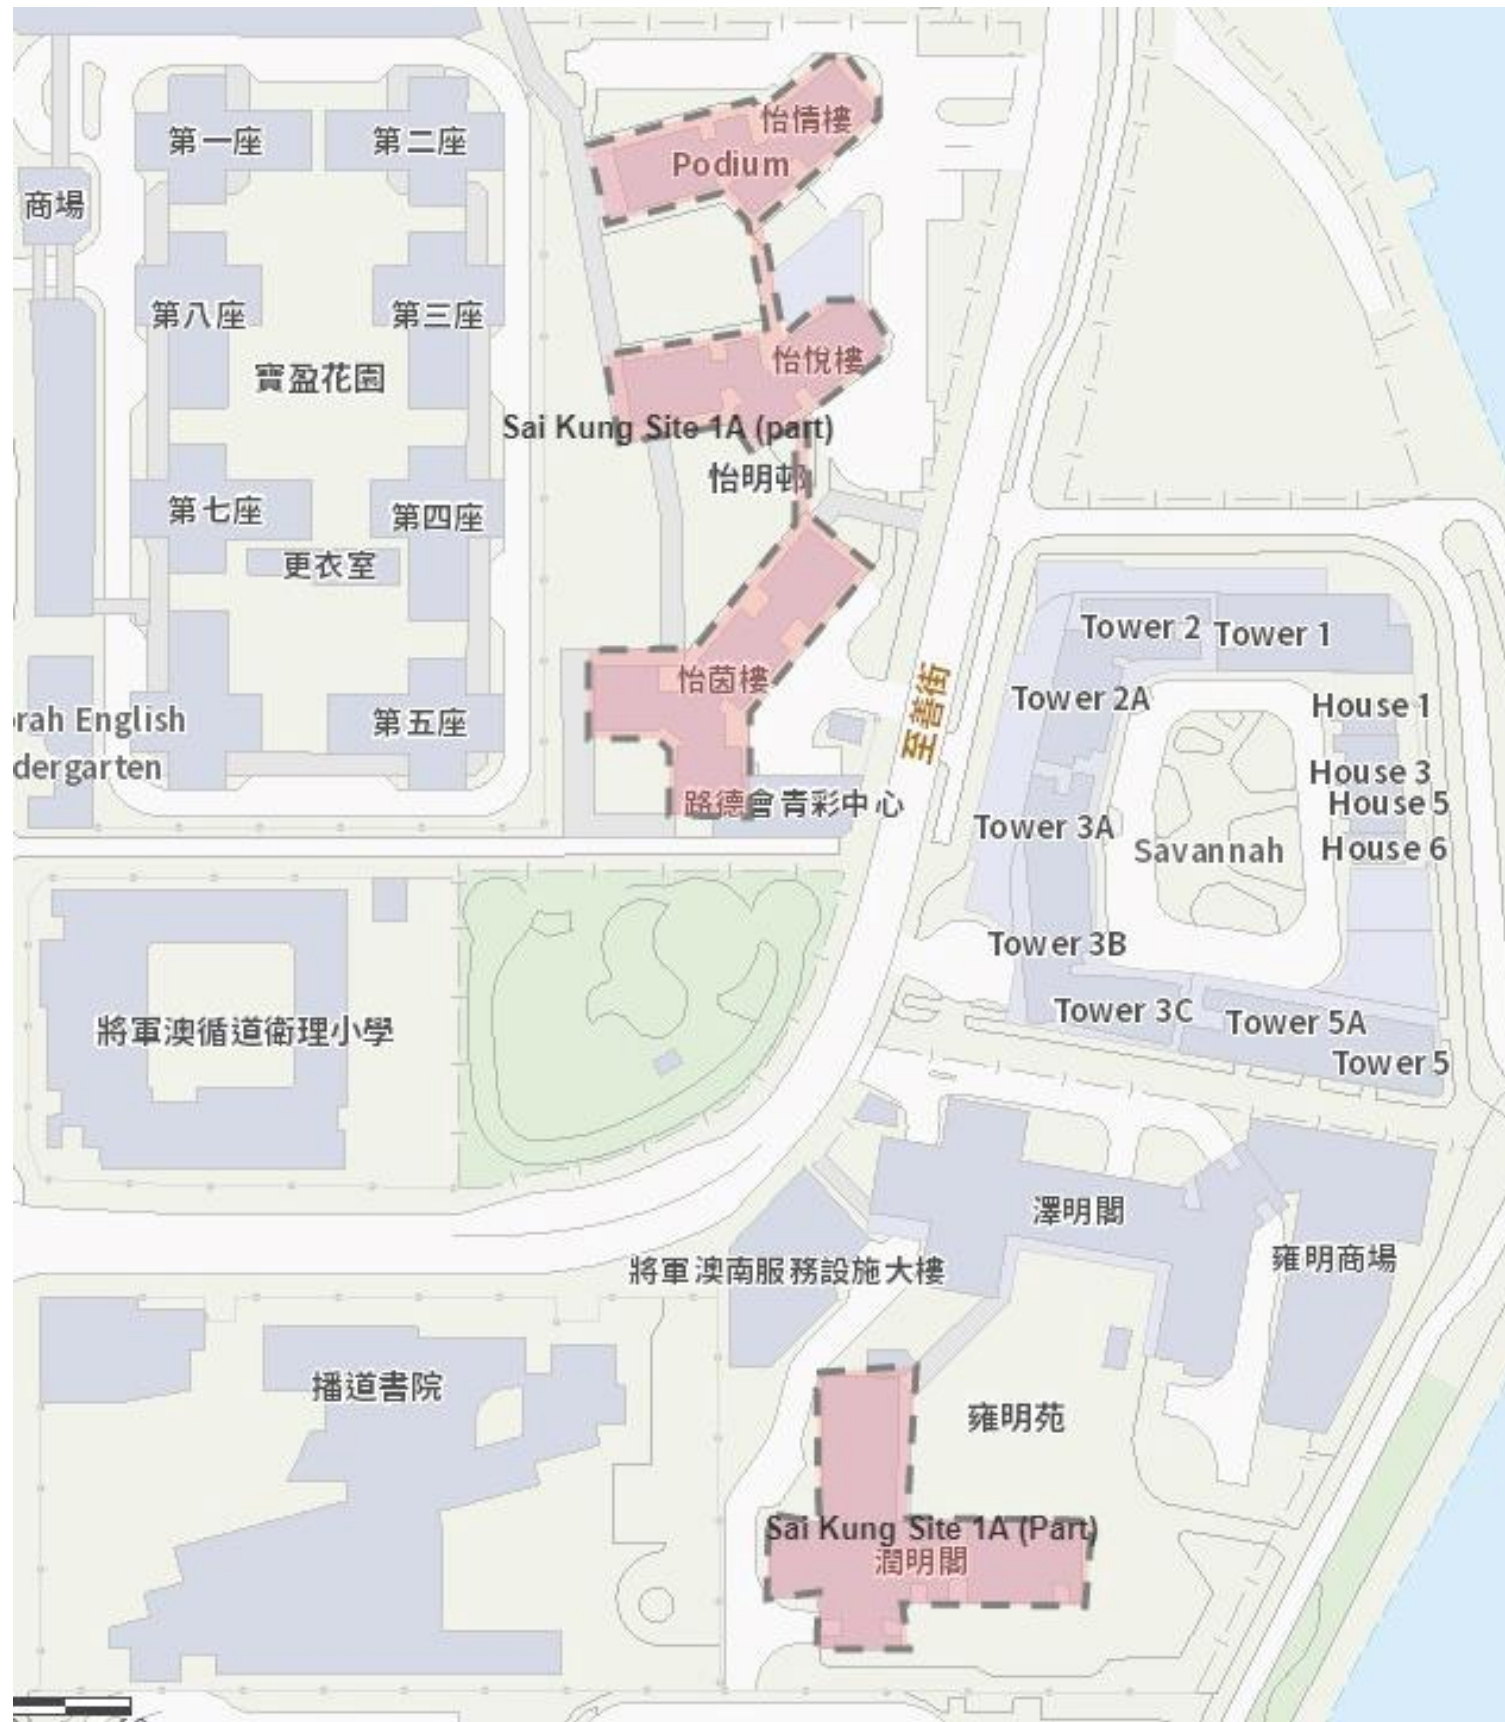 怡情樓
第一座
第二座
Podium
商場
第八座
第三座
怡悅樓
寶盈花園
Sai Kung Site 1A (part)
怡明邨
第七座
第四座
更衣室
Tower 2
Tower 1
怡茵樓
Tower 2A
House 1
至善街
rah English
dergarten
第五座
House 3
路德會青彩中心
House 5
Tower 3A
Savannah
House 6
Tower 3B
將軍澳循道衛理小學
Tower 3C
Tower 5A
Tower 5
澤明閣
將軍澳南服務設施大樓
雍明商場
播道書院
雍明苑
Sai Kung Site 1A (Part)
潤明閣